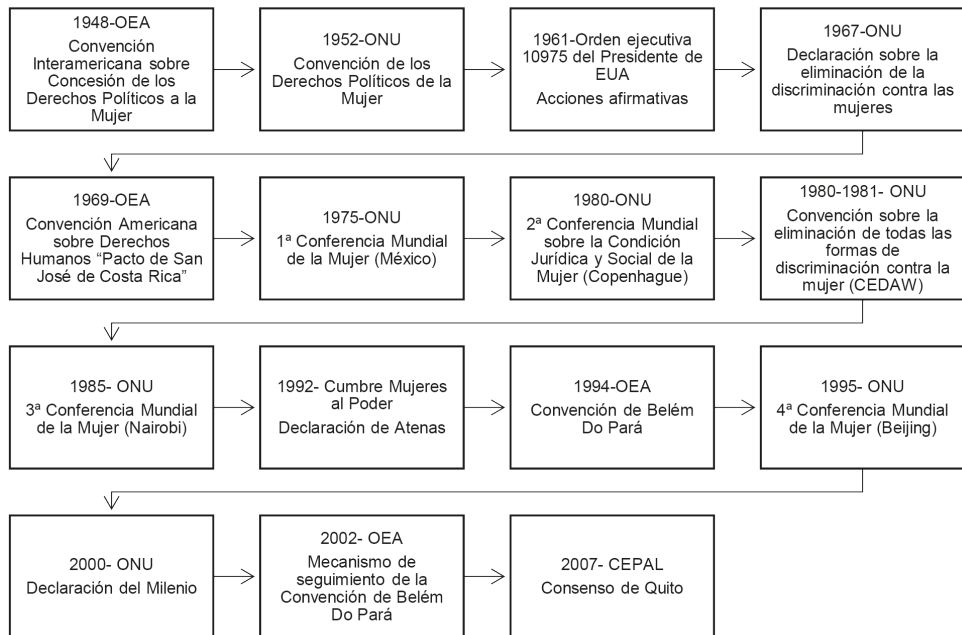 1948-OEA
Convención
Interamericana sobre
Concesión de los
Derechos Políticos a la
Mujer
1952-ONU
Convención de los
Derechos Políticos de la
Mujer
1961-Orden ejecutiva
10975 del Presidente de
EUA
Acciones afirmativas
1967-ONU
Declaración sobre la
eliminación de la
discriminación contra las
mujeres
1969-OEA
Convención Americana
sobre Derechos
Humanos “Pacto de San
José de Costa Rica”
1975-ONU
1ª Conferencia Mundial
de la Mujer (México)
1980-ONU
2ª Conferencia Mundial
sobre la Condición
Jurídica y Social de la
Mujer (Copenhague)
1980-1981- ONU
Convención sobre la
eliminación de todas las
formas de
discriminación contra la
mujer (CEDAW)
1985- ONU
3ª Conferencia Mundial
de la Mujer (Nairobi)
1992- Cumbre Mujeres
al Poder
Declaración de Atenas
1994-OEA
Convención de Belém
Do Pará
1995- ONU
4ª Conferencia Mundial
de la Mujer (Beijing)
2000- ONU
Declaración del Milenio
2002- OEA
Mecanismo de
seguimiento de la
Convención de Belém
Do Pará
2007- CEPAL
Consenso de Quito